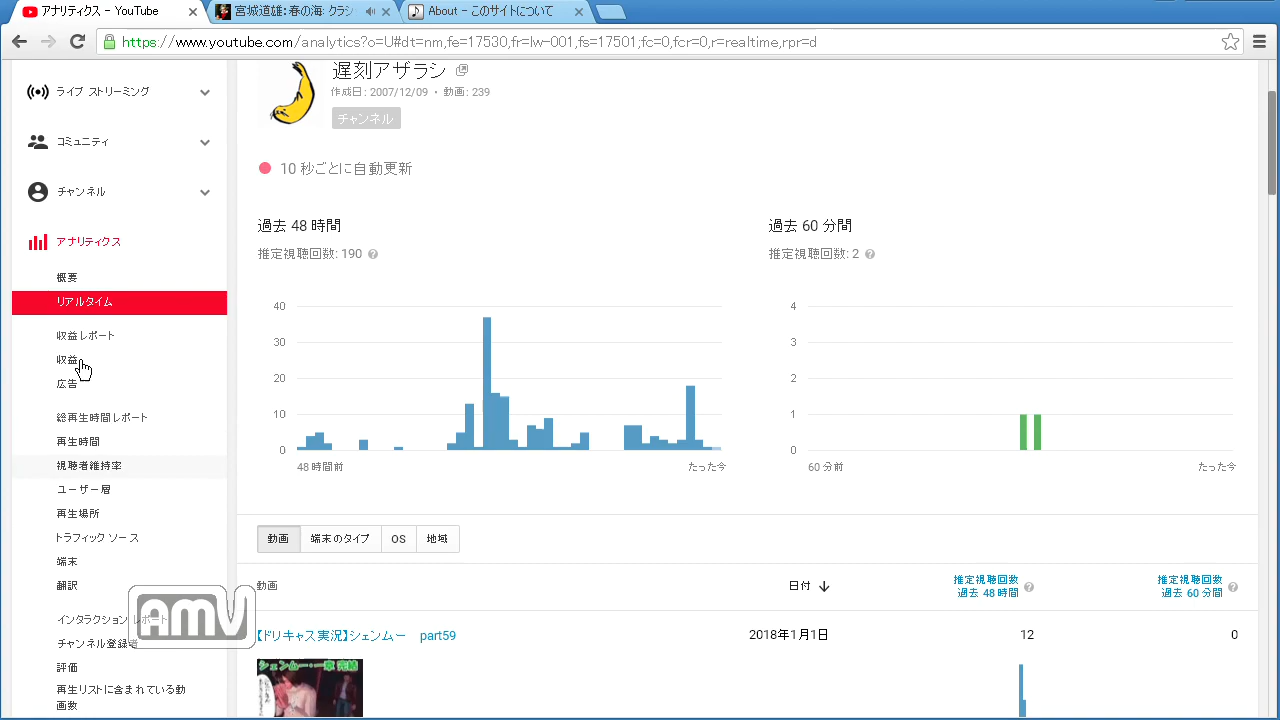 アナリティクス - YouTube
宮城道雄：春の海: クラシ
About - このサイトについて
https://www.youtube.com/analytics?o=U#dt=nm,fe=17530,fr=lw-001,fs=17501;fc=0,fcr=0,r=realtime,rpr=d
ライブ ストリーミング
コミュニティ
チャンネル
アナリティクス
概要
リアルタイム
収益レポート
収益
広告
総再生時間レポート
再生時間
視聴者維持率
ユーザー層
再生場所
トラフィック ソース
端末
翻訳
インタラクション レポート
チャンネル登録者
評価
再生リストに含まれている動
画数
遅刻アザラシ
作成日: 2007/12/09 ・ 動画: 239
チャンネル
10 秒ごとに自動更新
過去 48 時間
推定視聴回数: 190
40
30
20
10
0
48 時間前
たった今
過去 60 分間
推定視聴回数: 2
4
3
2
1
0
60 分前
たった今
動画
端末のタイプ
OS
地域
動画
日付
推定視聴回数
過去 48 時間
推定視聴回数
過去 60 分間
【ドリキャス実況】シェンムー　part59
2018年1月1日
12
0
シェンムー・一章 完結
AMV